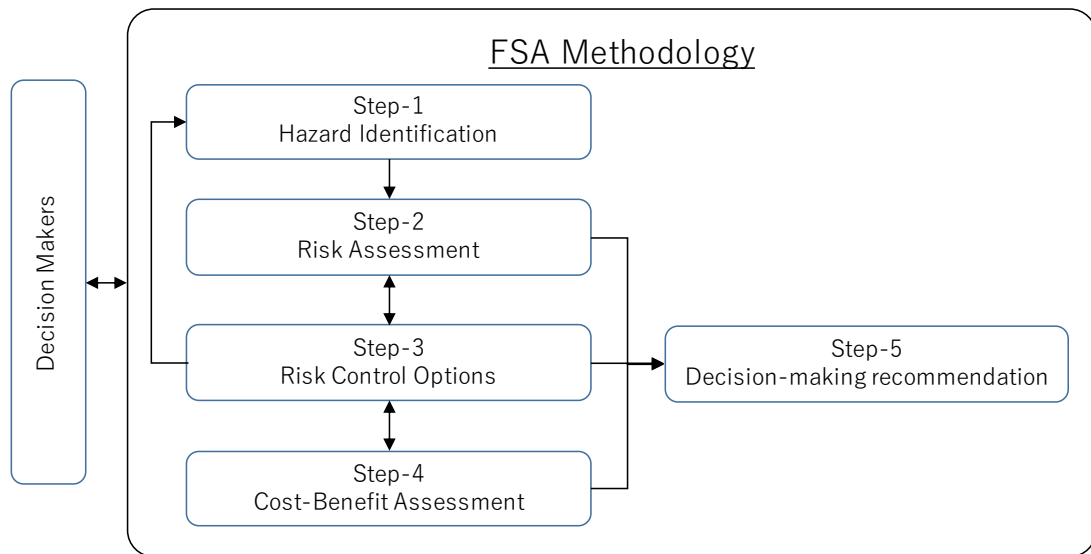 FSA Methodology
Decision Makers
Step-1
Hazard Identification
Step-2
Risk Assessment
Step-3
Risk Control Options
Step-4
Cost-Benefit Assessment
Step-5
Decision-making recommendation